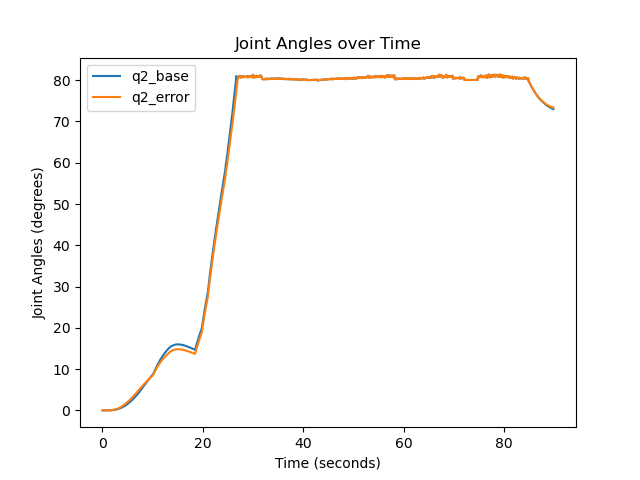 Joint Angles over Time
q2_base
q2_error
Joint Angles (degrees)
80
70
60
50
40
30
20
10
0
0 20 40 60 80
Time (seconds)